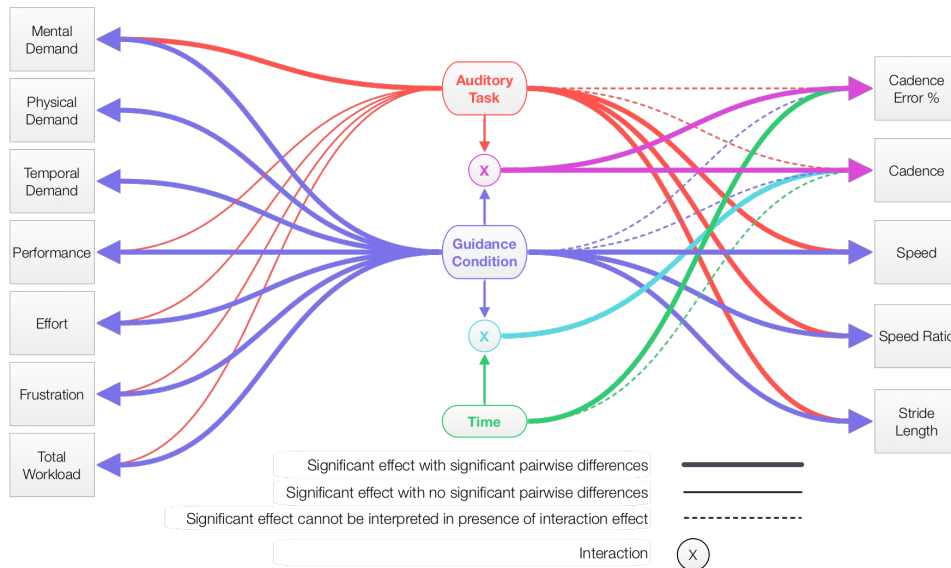 Mental
Demand
Physical
Demand
Temporal
Demand
Performance
Effort
Frustration
Total
Workload
Auditory
Task
X
Guidance
Condition
X
Time
Cadence
Error %
Cadence
Speed
Speed Ratio
Stride
Length
Significant effect with significant pairwise differences
Significant effect with no significant pairwise differences
Significant effect cannot be interpreted in presence of interaction effect
Interaction
X